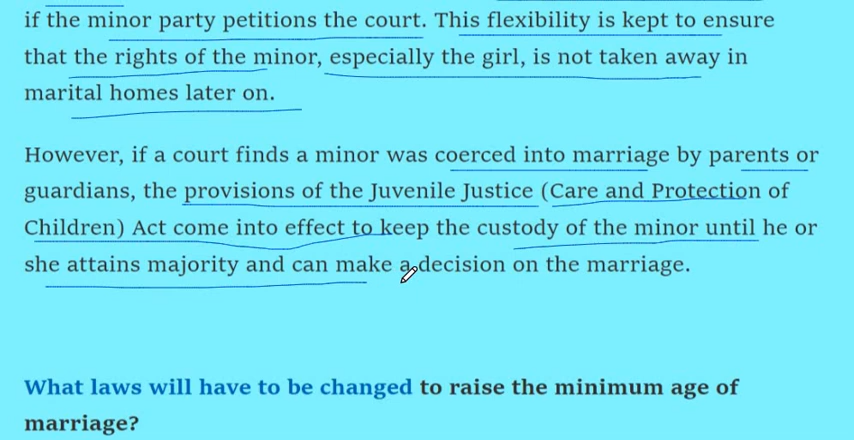 if the minor party petitions the court. This flexibility is kept to ensure
that the rights of the minor, especially the girl, is not taken away in
marital homes later on.
However, if a court finds a minor was coerced into marriage by parents or
guardians, the provisions of the Juvenile Justice (Care and Protection of
Children) Act come into effect to keep the custody of the minor until he or
she attains majority and can make a decision on the marriage.
What laws will have to be changed to raise the minimum age of
marriage?